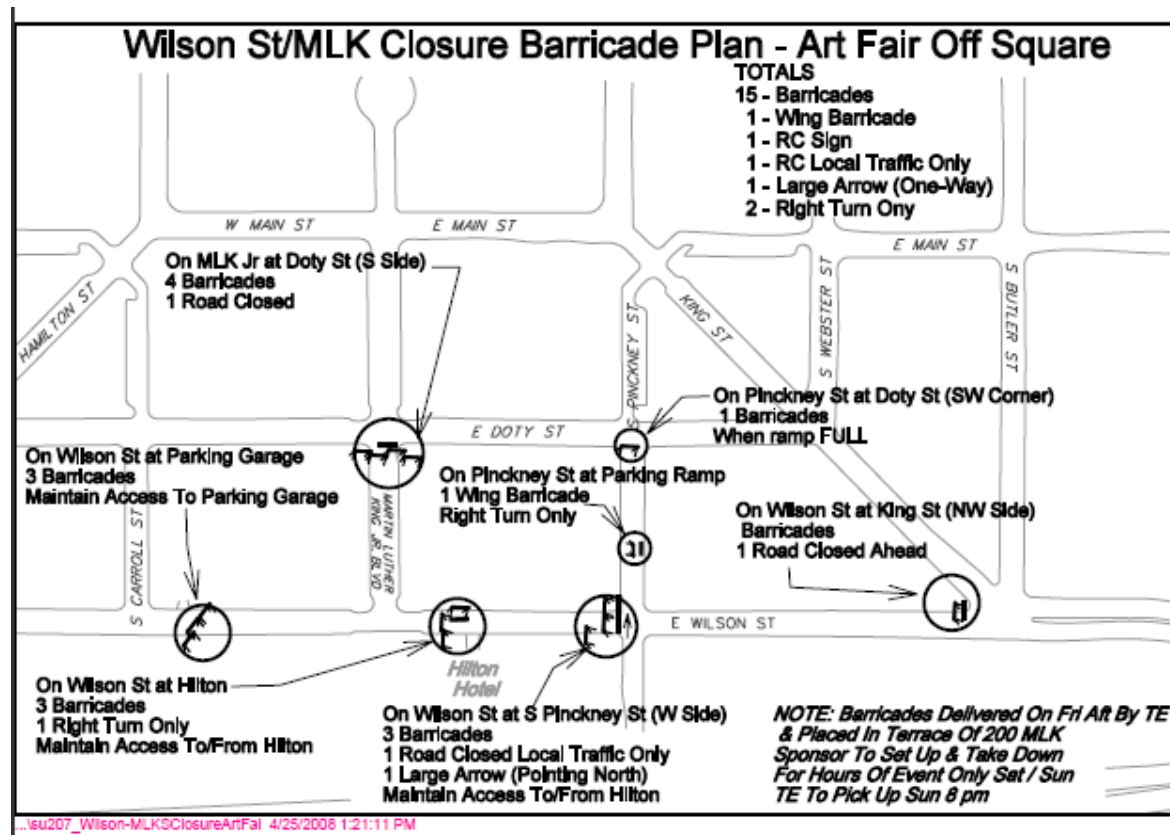 Wilson St/MLK Closure Barricade Plan - Art Fair Off Square
TOTALS
15 - Barricades
1 - Wing Barricade
1 - RC Sign
1 - RC Local Traffic Only
1 - Large Arrow (One-Way)
2 - Right Turn Ony
W MAIN ST
E MAIN ST
E MAIN ST
HAMILTON ST
On MLK Jr at Doty St (S Side)
4 Barricades
1 Road Closed
KING ST
S PINCKNEY ST
S WEBSTER ST
S BUTLER ST
On Pinckney St at Doty St (SW Corner)
1 Barricades
When ramp FULL
E DOTY ST
On Wilson St at Parking Garage
3 Barricades
Maintain Access To Parking Garage
On Pinckney St at Parking Ramp
1 Wing Barricade
Right Turn Only
On Wilson St at King St (NW Side)
Barricades
1 Road Closed Ahead
S CARROLL ST
MARTIN LUTHER
KING JR. BLVD
E WILSON ST
Hilton
Hotel
On Wilson St at Hilton
3 Barricades
1 Right Turn Only
Maintain Access To/From Hilton
On Wilson St at S Pinckney St (W Side)
3 Barricades
1 Road Closed Local Traffic Only
1 Large Arrow (Pointing North)
Maintain Access To/From Hilton
NOTE: Barricades Delivered On Fri Aft By TE
& Placed In Terrace Of 200 MLK
Sponsor To Set Up & Take Down
For Hours Of Event Only Sat / Sun
TE To Pick Up Sun 8 pm
...\su207_Wilson-MLKSClosureArtFai 4/25/2008 1:21:11 PM